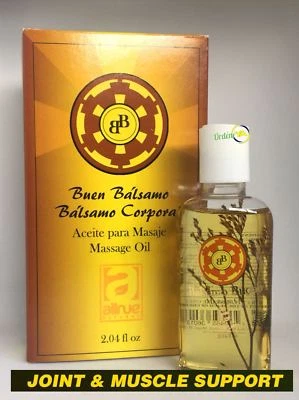 BB
Buen Bálsamo
Bálsamo Corporal
Aceite para Masaje
Massage Oil
a
allnue
2.04 fl oz
BB
JOINT & MUSCLE SUPPORT